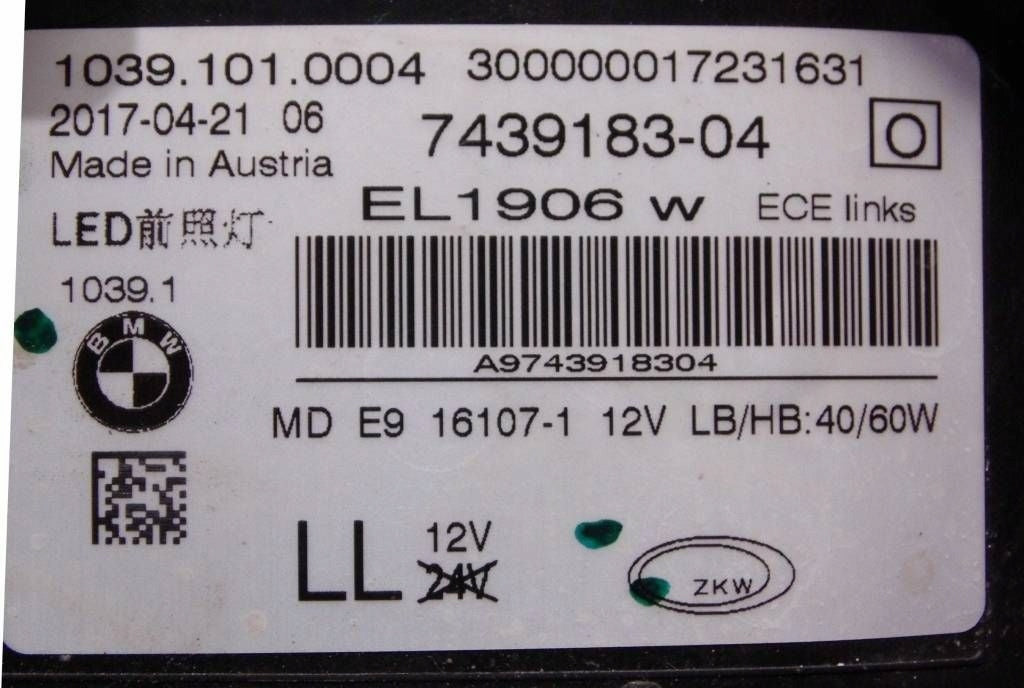 1039.101.0004 300000017231631
2017-04-21 06
7439183-04
O
Made in Austria
EL1906 w ECE links
LED前照灯
1039.1
BMW
A9743918304
MD E9 16107-1 12V LB/HB:40/60W
LL
12V
24V
ZKW